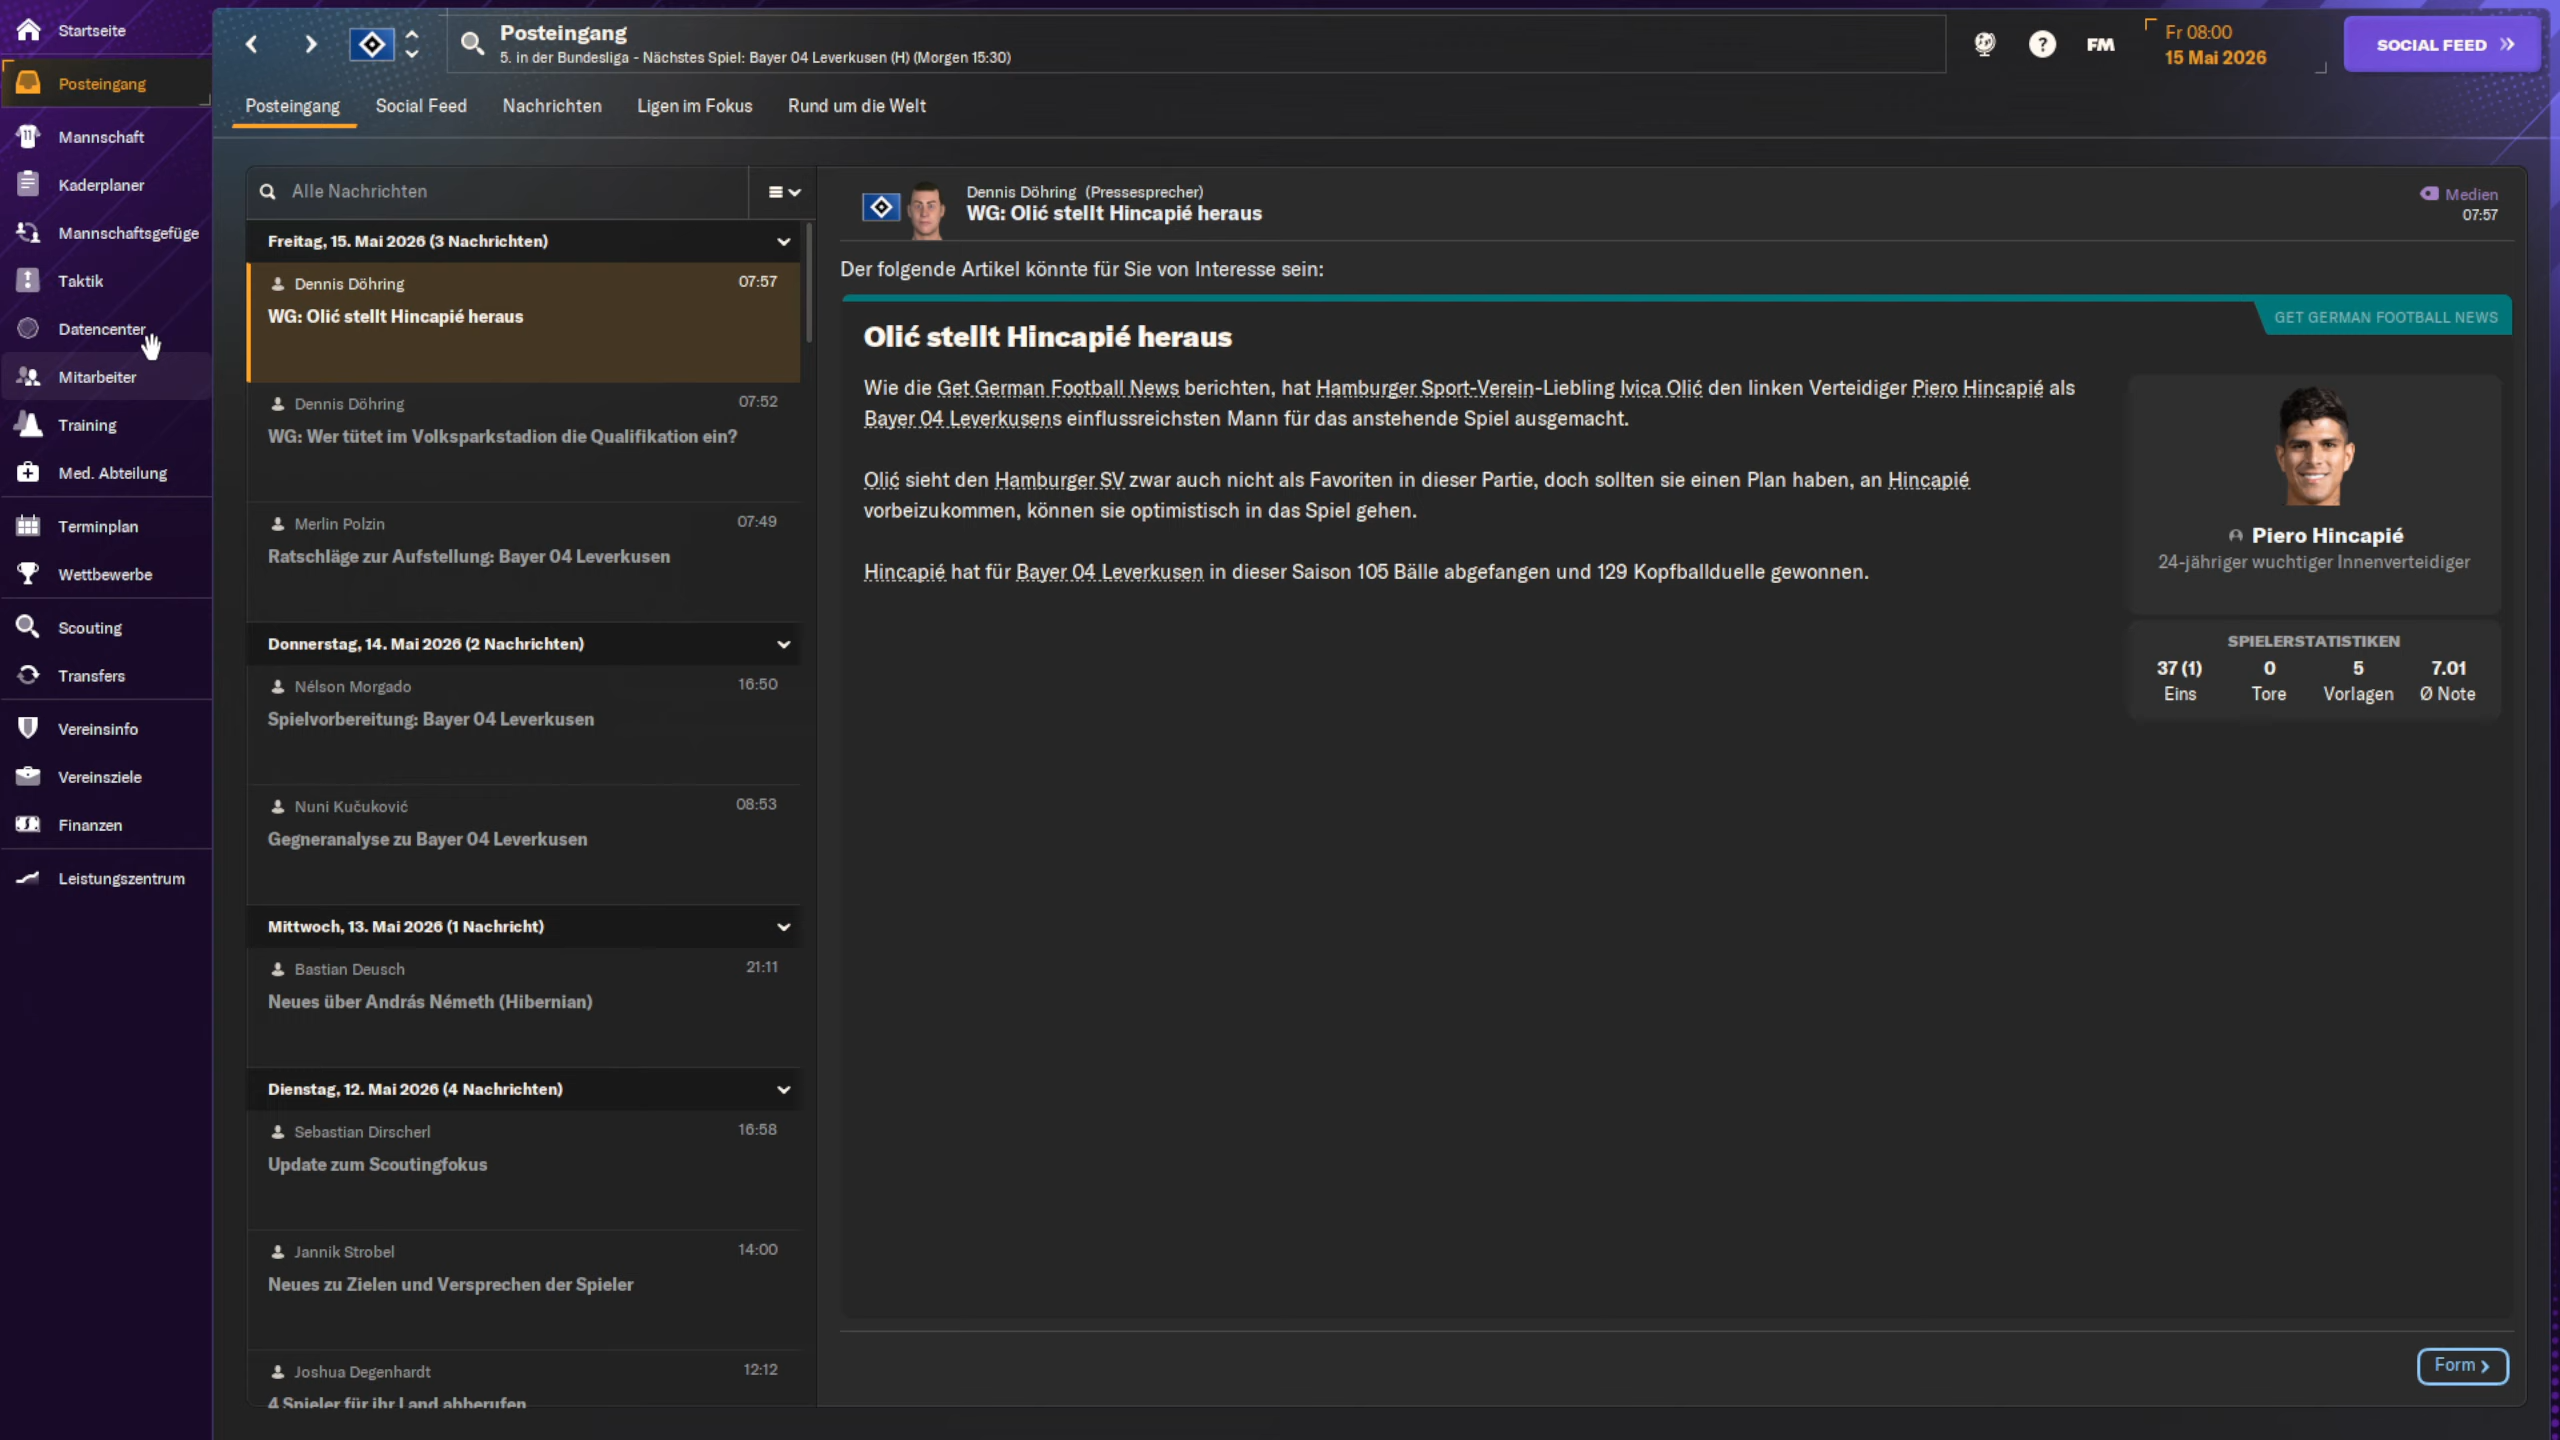 Startseite
Posteingang
Mannschaft
Kaderplaner
Mannschaftsgefüge
Taktik
Datencenter
Mitarbeiter
Training
Med. Abteilung
Terminplan
Wettbewerbe
Scouting
Transfers
Vereinsinfo
Vereinsziele
Finanzen
Leistungszentrum
Posteingang
5. in der Bundesliga - Nächstes Spiel: Bayer 04 Leverkusen (H) (Morgen 15:30)
FM
Fr 08:00
15 Mai 2026
SOCIAL FEED
Posteingang Social Feed Nachrichten Ligen im Fokus Rund um die Welt
Alle Nachrichten
Freitag, 15. Mai 2026 (3 Nachrichten)
Dennis Döhring 07:57
WG: Olić stellt Hincapié heraus
Dennis Döhring 07:52
WG: Wer tütet im Volksparkstadion die Qualifikation ein?
Merlin Polzin 07:49
Ratschläge zur Aufstellung: Bayer 04 Leverkusen
Donnerstag, 14. Mai 2026 (2 Nachrichten)
Nélson Morgado 16:50
Spielvorbereitung: Bayer 04 Leverkusen
Nuni Kučuković 08:53
Gegneranalyse zu Bayer 04 Leverkusen
Mittwoch, 13. Mai 2026 (1 Nachricht)
Bastian Deusch 21:11
Neues über András Németh (Hibernian)
Dienstag, 12. Mai 2026 (4 Nachrichten)
Sebastian Dirscherl 16:58
Update zum Scoutingfokus
Jannik Strobel 14:00
Neues zu Zielen und Versprechen der Spieler
Joshua Degenhardt 12:12
4 Spieler für ihr Land abberufen
Dennis Döhring (Pressesprecher)
WG: Olić stellt Hincapié heraus
Medien
07:57
Der folgende Artikel könnte für Sie von Interesse sein:
GET GERMAN FOOTBALL NEWS
Olić stellt Hincapié heraus
Wie die Get German Football News berichten, hat Hamburger Sport-Verein-Liebling Ivica Olić den linken Verteidiger Piero Hincapié als
Bayer 04 Leverkusens einflussreichsten Mann für das anstehende Spiel ausgemacht.
Olić sieht den Hamburger SV zwar auch nicht als Favoriten in dieser Partie, doch sollten sie einen Plan haben, an Hincapié
vorbeizukommen, können sie optimistisch in das Spiel gehen.
Hincapié hat für Bayer 04 Leverkusen in dieser Saison 105 Bälle abgefangen und 129 Kopfballduelle gewonnen.
Piero Hincapié
24-jähriger wuchtiger Innenverteidiger
SPIELERSTATISTIKEN
37 (1) 0 5 7.01
Eins Tore Vorlagen Ø Note
Form